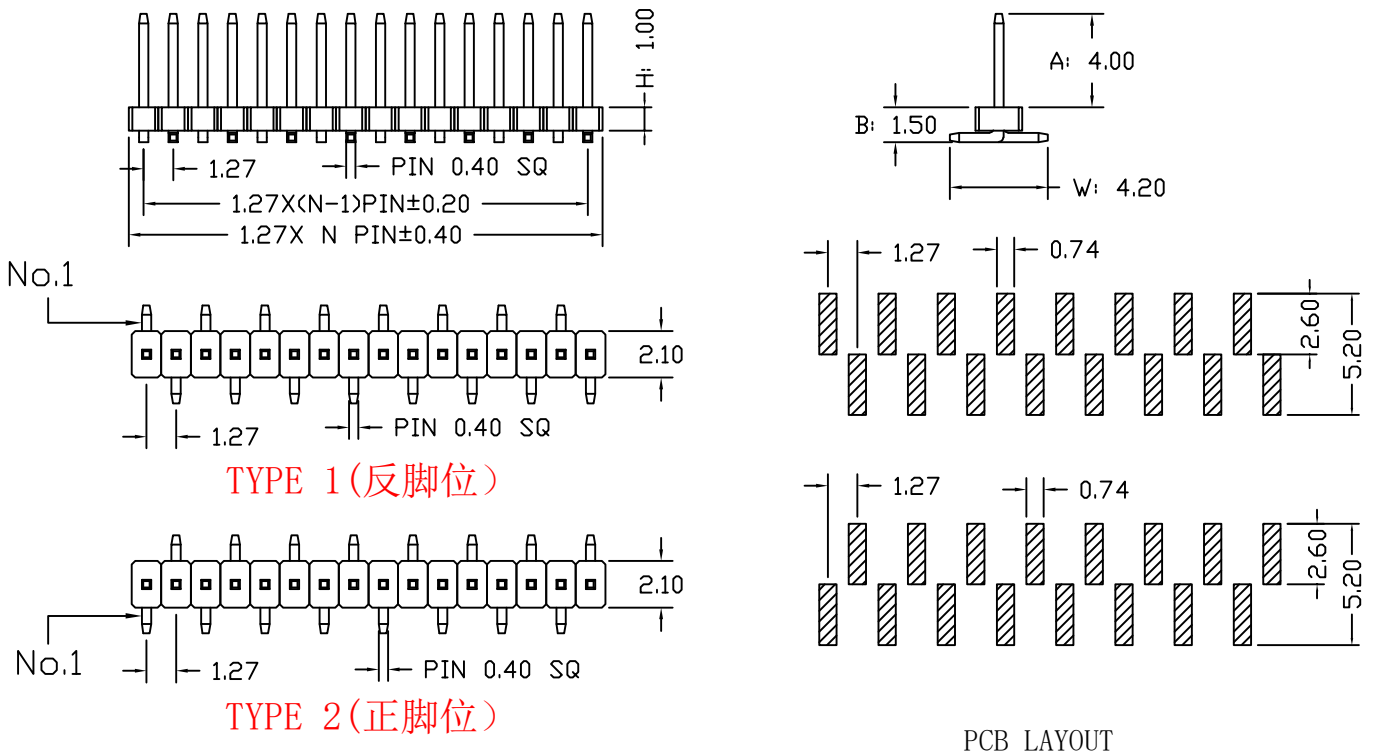 H: 1.00
A: 4.00
B: 1.50
1.27
PIN 0.40 SQ
W: 4.20
1.27X(N-1)PIN±0.20
1.27X N PIN±0.40
1.27
0.74
No.1
2.60
5.20
2.10
1.27
PIN 0.40 SQ
TYPE 1(反脚位)
1.27
0.74
2.60
5.20
2.10
No.1
1.27
PIN 0.40 SQ
TYPE 2(正脚位)
PCB LAYOUT